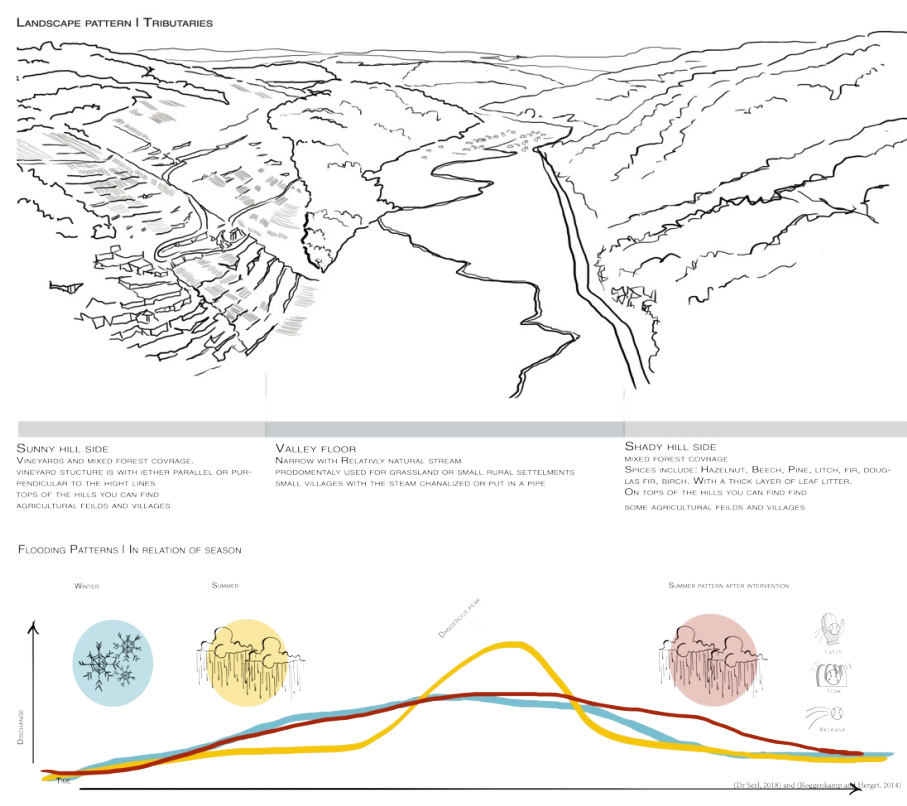 Landscape pattern | Tributaries
Sunny hill side
Vineyards and mixed forest covrage.
vineyard stucture is with iether parallel or pur-
pendicular to the hight lines
tops of the hills you can find
agricultural feilds and villages
Valley floor
Narrow with Relativly natural stream
prodomentaly used for grassland or small rural settelments
small villages with the steam chanalized or put in a pipe
Shady hill side
mixed forest covrage
Spices include: Hazelnut, Beech, Pine, litch, fir, doug-
las fir, birch. With a thick layer of leaf litter.
On tops of the hills you can find find
some agricultural feilds and villages
Flooding Patterns | In relation of season
Winter
Summer
Dangerous peak
Summer pattern after intervention
Catch
Slow
Release
Dischange
Time
(Dr Seel, 2018) and (Roggenkamp and Herget, 2014)